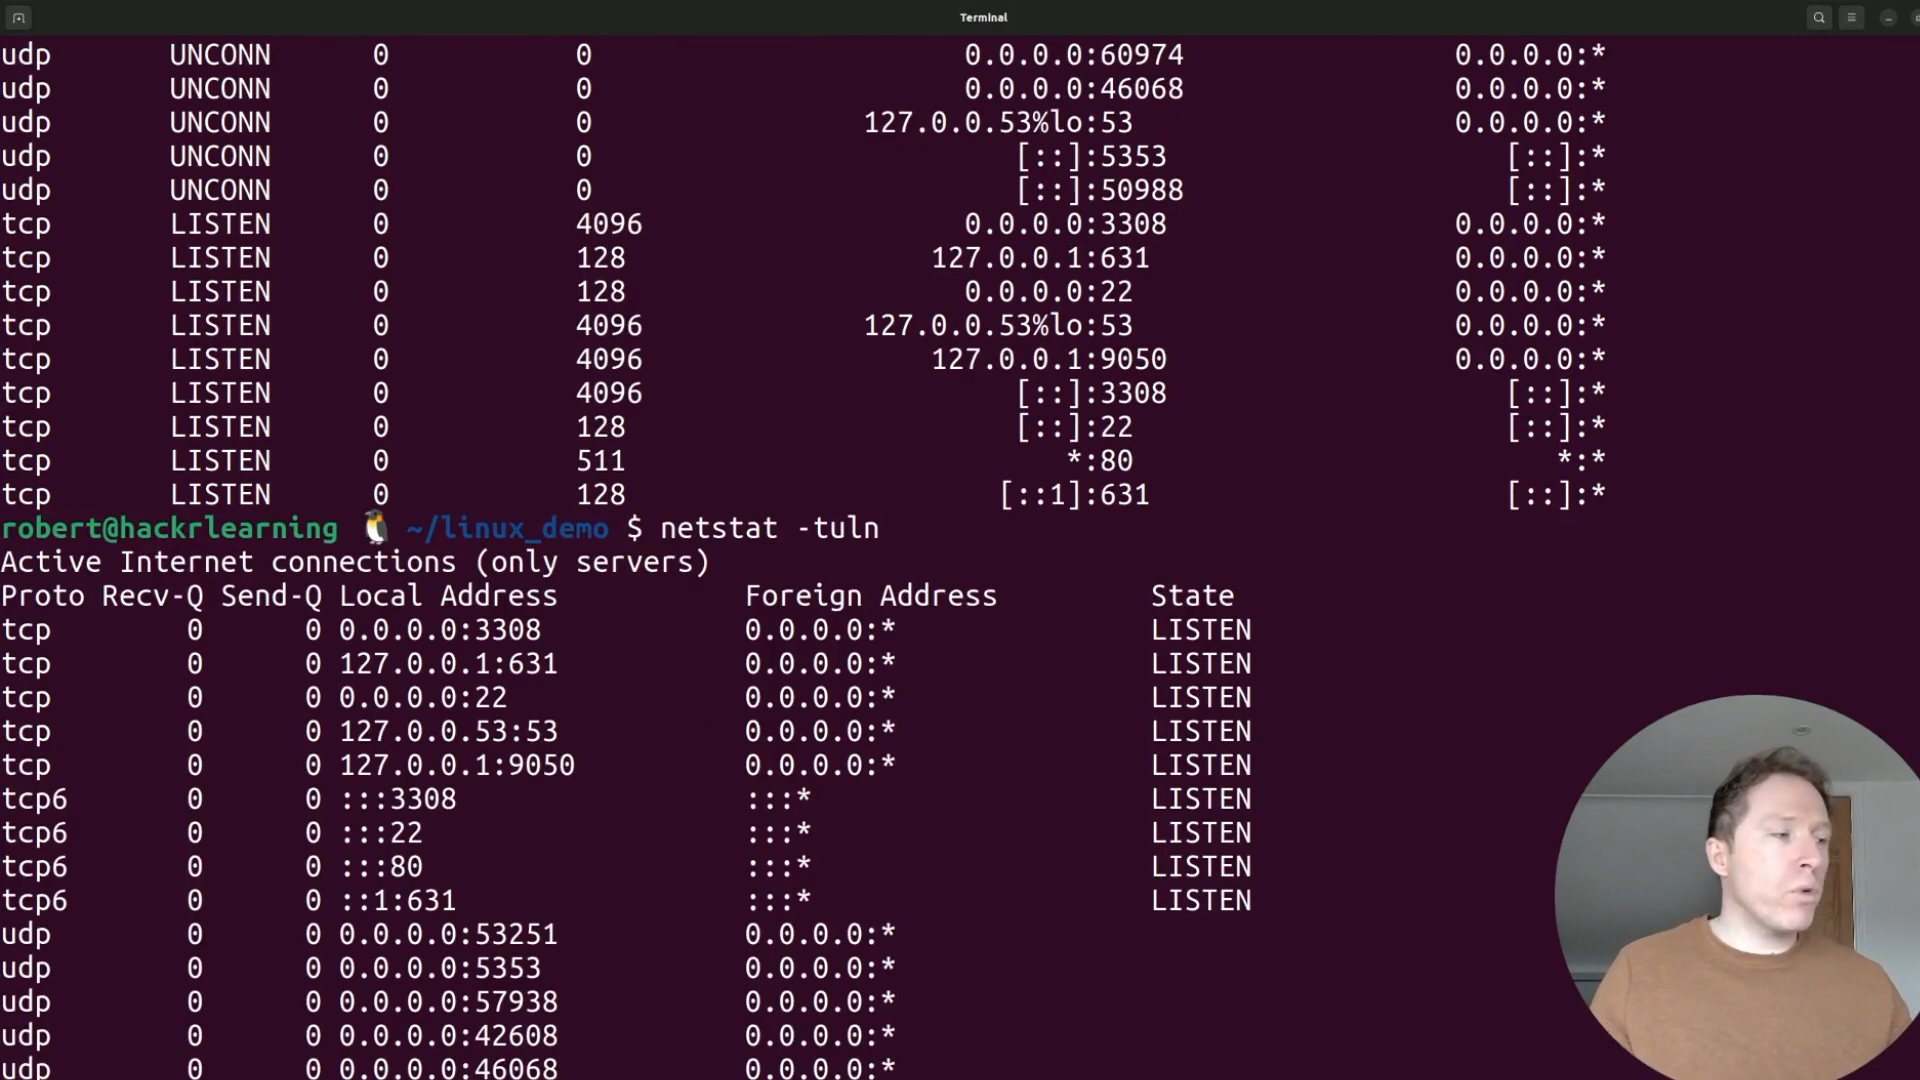 Terminal
udp UNCONN 0 0 0.0.0.0:60974 0.0.0.0:*
udp UNCONN 0 0 0.0.0.0:46068 0.0.0.0:*
udp UNCONN 0 0 127.0.0.53%lo:53 0.0.0.0:*
udp UNCONN 0 0 [::]:5353 [::]:*
udp UNCONN 0 0 [::]:50988 [::]:*
tcp LISTEN 0 4096 0.0.0.0:3308 0.0.0.0:*
tcp LISTEN 0 128 127.0.0.1:631 0.0.0.0:*
tcp LISTEN 0 128 0.0.0.0:22 0.0.0.0:*
tcp LISTEN 0 4096 127.0.0.53%lo:53 0.0.0.0:*
tcp LISTEN 0 4096 127.0.0.1:9050 0.0.0.0:*
tcp LISTEN 0 4096 [::]:3308 [::]:*
tcp LISTEN 0 128 [::]:22 [::]:*
tcp LISTEN 0 511 *:80 *:*
tcp LISTEN 0 128 [::1]:631 [::]:*
robert@hackrlearning 🐧 ~/linux_demo $ netstat -tuln
Active Internet connections (only servers)
Proto Recv-Q Send-Q Local Address Foreign Address State
tcp 0 0 0.0.0.0:3308 0.0.0.0:* LISTEN
tcp 0 0 127.0.0.1:631 0.0.0.0:* LISTEN
tcp 0 0 0.0.0.0:22 0.0.0.0:* LISTEN
tcp 0 0 127.0.0.53:53 0.0.0.0:* LISTEN
tcp 0 0 127.0.0.1:9050 0.0.0.0:* LISTEN
tcp6 0 0 :::3308 :::* LISTEN
tcp6 0 0 :::22 :::* LISTEN
tcp6 0 0 :::80 :::* LISTEN
tcp6 0 0 ::1:631 :::* LISTEN
udp 0 0 0.0.0.0:53251 0.0.0.0:*
udp 0 0 0.0.0.0:5353 0.0.0.0:*
udp 0 0 0.0.0.0:57938 0.0.0.0:*
udp 0 0 0.0.0.0:42608 0.0.0.0:*
udp 0 0 0.0.0.0:46068 0.0.0.0:*